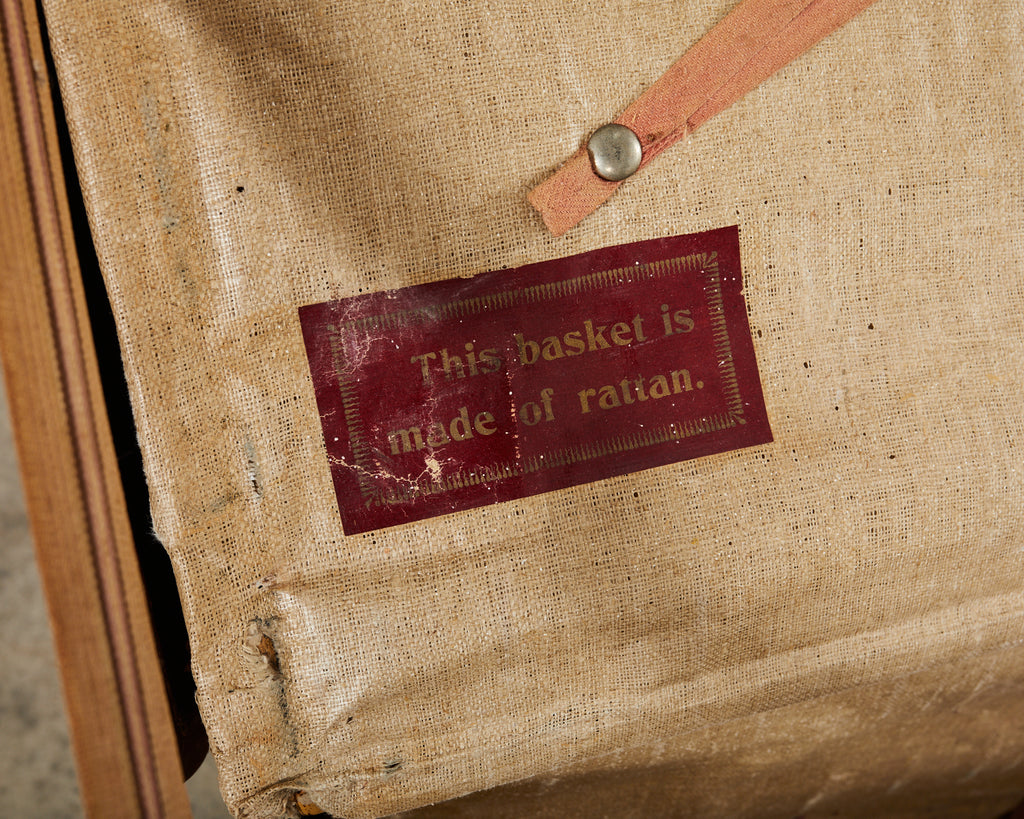 This basket is
made of rattan.